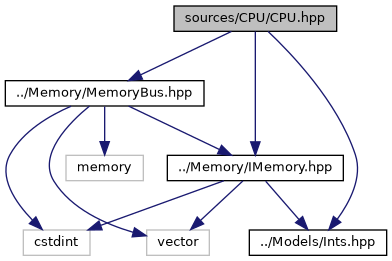 sources/CPU/CPU.hpp
../Memory/MemoryBus.hpp
memory
../Memory/IMemory.hpp
cstdint
vector
../Models/Ints.hpp